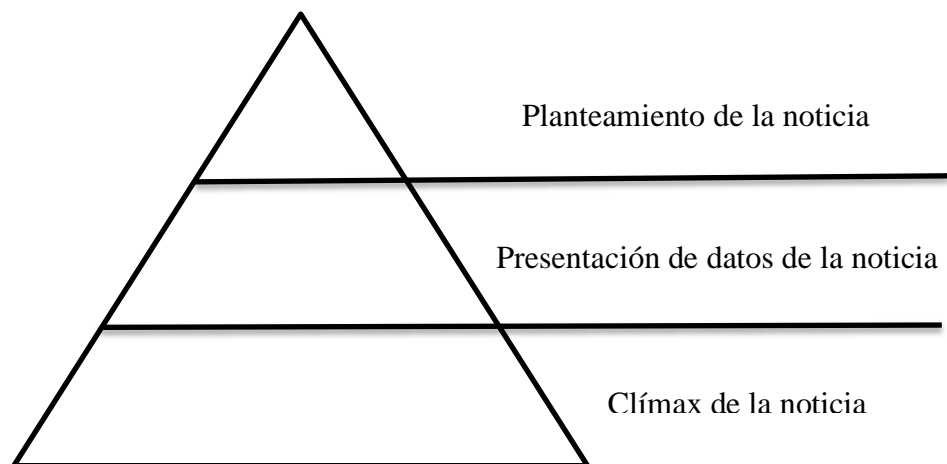 Planteamiento de la noticia
Presentación de datos de la noticia
Clímax de la noticia